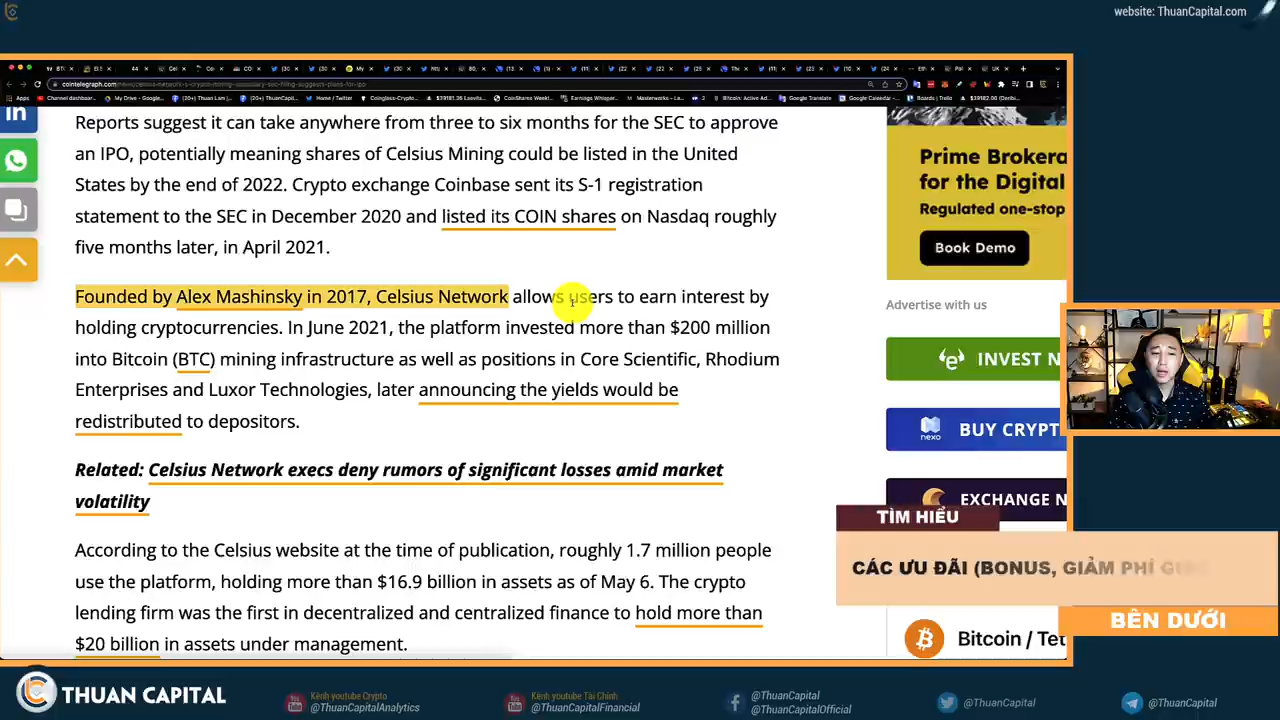 website: ThuanCapital.com
cointelegraph.com
Reports suggest it can take anywhere from three to six months for the SEC to approve
an IPO, potentially meaning shares of Celsius Mining could be listed in the United
States by the end of 2022. Crypto exchange Coinbase sent its S-1 registration
statement to the SEC in December 2020 and listed its COIN shares on Nasdaq roughly
five months later, in April 2021.
Founded by Alex Mashinsky in 2017, Celsius Network allows users to earn interest by
holding cryptocurrencies. In June 2021, the platform invested more than $200 million
into Bitcoin (BTC) mining infrastructure as well as positions in Core Scientific, Rhodium
Enterprises and Luxor Technologies, later announcing the yields would be
redistributed to depositors.
Related: Celsius Network execs deny rumors of significant losses amid market
volatility
According to the Celsius website at the time of publication, roughly 1.7 million people
use the platform, holding more than $16.9 billion in assets as of May 6. The crypto
lending firm was the first in decentralized and centralized finance to hold more than
$20 billion in assets under management.
Prime Brokera
for the Digital
Regulated one-stop
Book Demo
Advertise with us
INVEST N
nexo
BUY CRYPT
EXCHANGE N
Bitcoin / Tet
TÌM HIỂU
CÁC ƯU ĐÃI (BONUS, GIẢM PHÍ
BÊN DƯỚI
THUAN CAPITAL
Kênh youtube Crypto
@ThuanCapitalAnalytics
Kênh youtube Tài Chính
@ThuanCapitalFinancial
@ThuanCapital
@ThuanCapitalOfficial
@ThuanCapital
@ThuanCapital